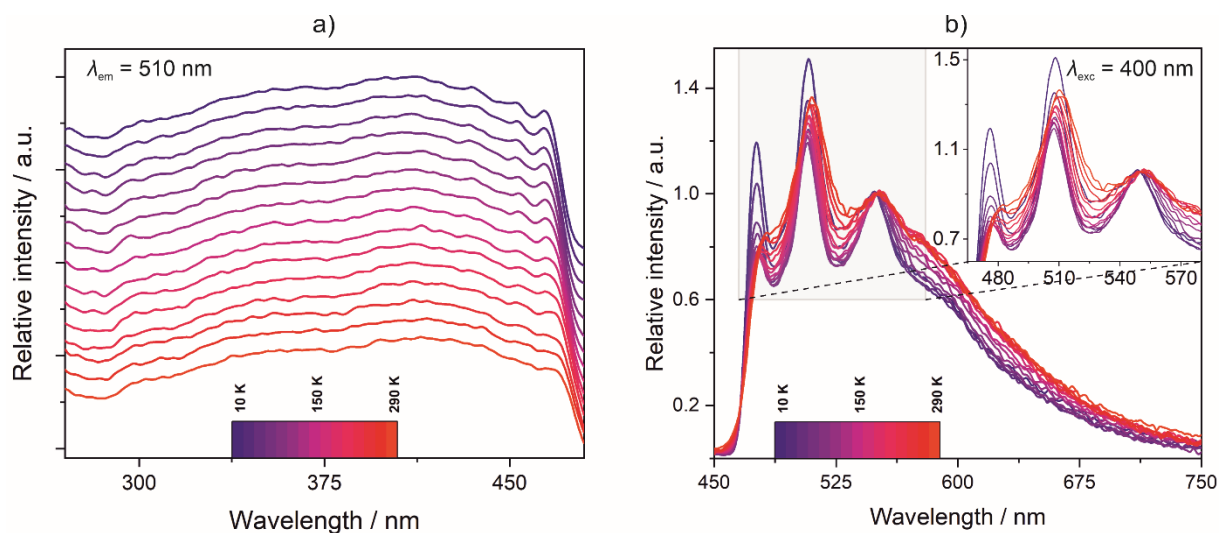 a)
λem = 510 nm
Relative intensity / a.u.
10 K
150 K
290 K
300
375
450
Wavelength / nm
b)
λexc = 400 nm
Relative intensity / a.u.
1.4
1.0
0.6
0.2
1.5
1.1
0.7
480
510
540
570
10 K
150 K
290 K
450
525
600
675
750
Wavelength / nm